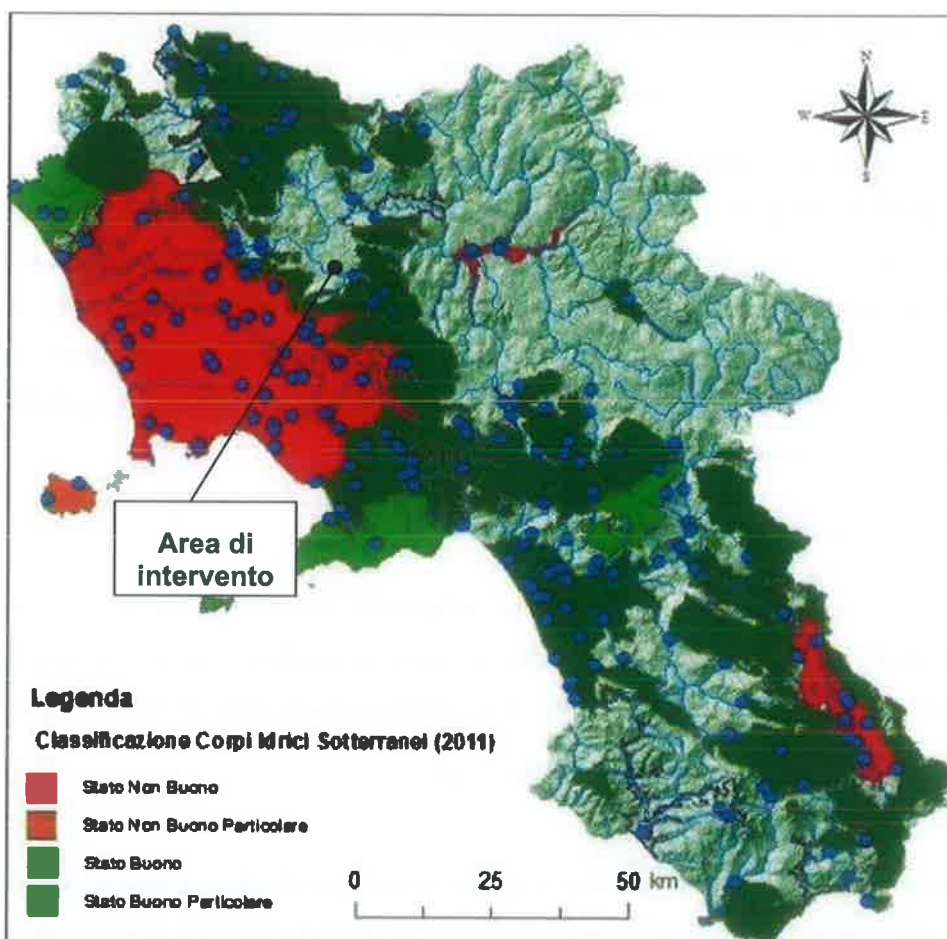 N
W
E
S
Area di
intervento
Legenda
Classificazione Corpi Idrici Sotterranei (2011)
Stato Non Buono
Stato Non Buono Particolare
Stato Buono
Stato Buono Particolare
0 25 50 km